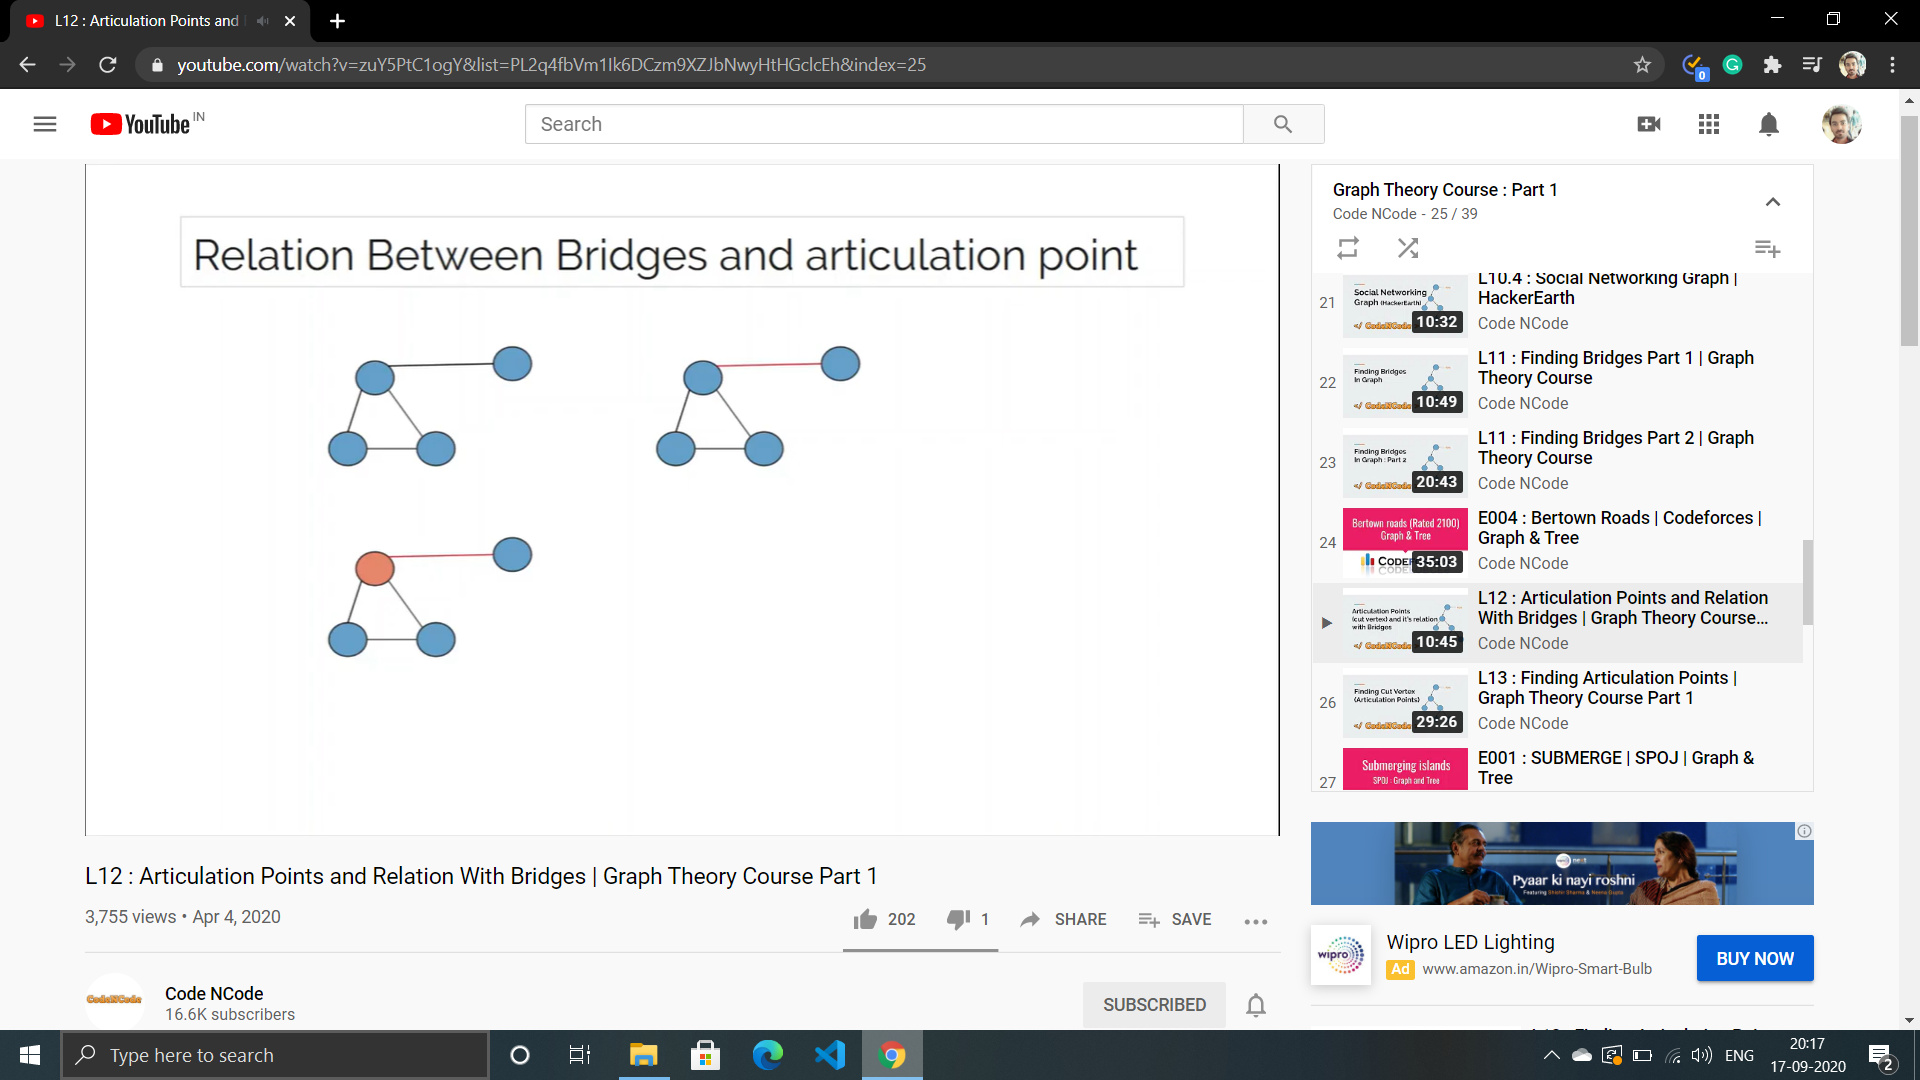 L12 : Articulation Points and
youtube.com/watch?v=zuY5PtC1ogY&list=PL2q4fbVm1Ik6DCzm9XZJbNwyHtHGclcEh&index=25
0
YouTube IN
Search
Relation Between Bridges and articulation point
L12 : Articulation Points and Relation With Bridges | Graph Theory Course Part 1
3,755 views • Apr 4, 2020
202
1
SHARE
SAVE
CodeNCode
Code NCode
16.6K subscribers
SUBSCRIBED
Graph Theory Course : Part 1
Code NCode - 25 / 39
21
Social Networking
Graph (HackerEarth)
</ CodeNCode
10:32
L10.4 : Social Networking Graph |
HackerEarth
Code NCode
22
Finding Bridges
In Graph
</ CodeNCode
10:49
L11 : Finding Bridges Part 1 | Graph
Theory Course
Code NCode
23
Finding Bridges
In Graph : Part 2
</ CodeNCode
20:43
L11 : Finding Bridges Part 2 | Graph
Theory Course
Code NCode
24
Bertown roads (Rated 2100)
Graph & Tree
35:03
E004 : Bertown Roads | Codeforces |
Graph & Tree
Code NCode
Articulation Points
(cut vertex) and it's relation
with Bridges
</ CodeNCode
10:45
L12 : Articulation Points and Relation
With Bridges | Graph Theory Course...
Code NCode
26
Finding Cut Vertex
(Articulation Points)
</ CodeNCode
29:26
L13 : Finding Articulation Points |
Graph Theory Course Part 1
Code NCode
27
Submerging islands
SPOJ - Graph and Tree
E001 : SUBMERGE | SPOJ | Graph &
Tree
Pyaar ki nayi roshni
wipro
Wipro LED Lighting
Ad www.amazon.in/Wipro-Smart-Bulb
BUY NOW
Type here to search
ENG
20:17
17-09-2020
2